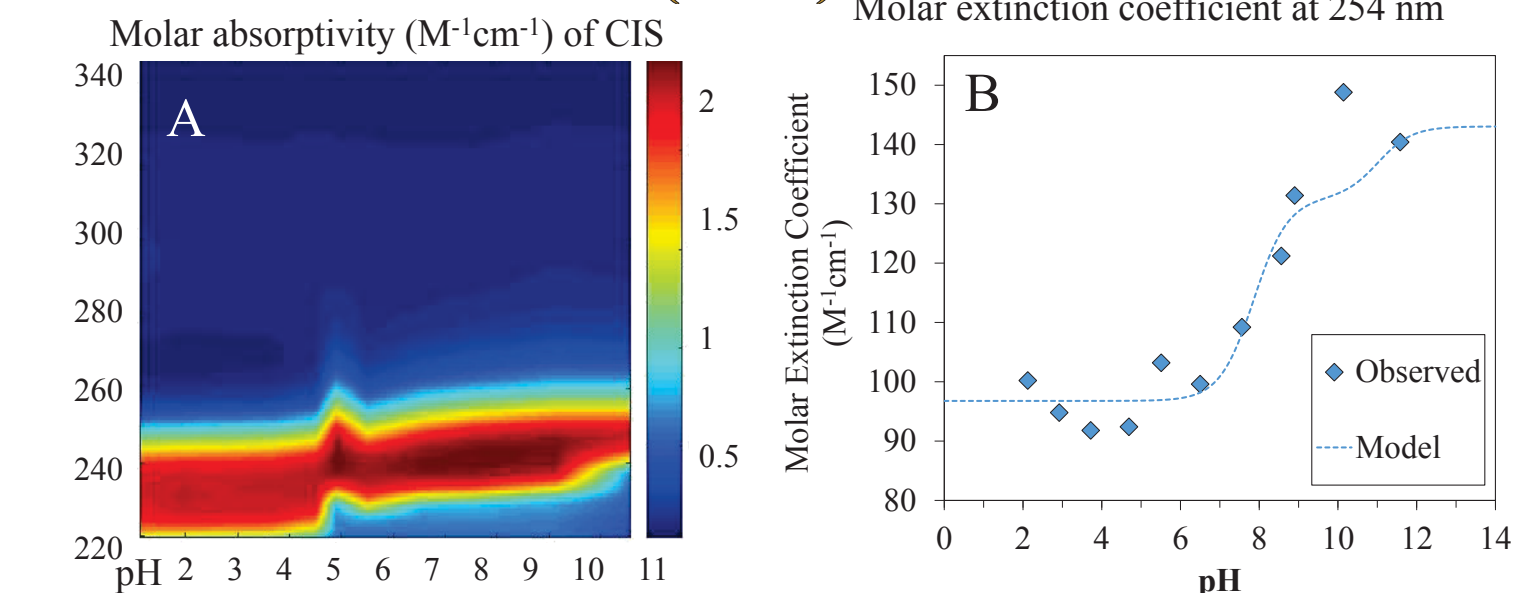 Molar absorptivity (M-1cm-1) of CIS
A
340
320
300
280
260
240
220
pH 2 3 4 5 6 7 8 9 10 11
2
1.5
1
0.5
Molar extinction coefficient at 254 nm
B
Molar Extinction Coefficient
(M-1cm-1)
150
140
130
120
110
100
90
80
0 2 4 6 8 10 12 14
pH
Observed
Model